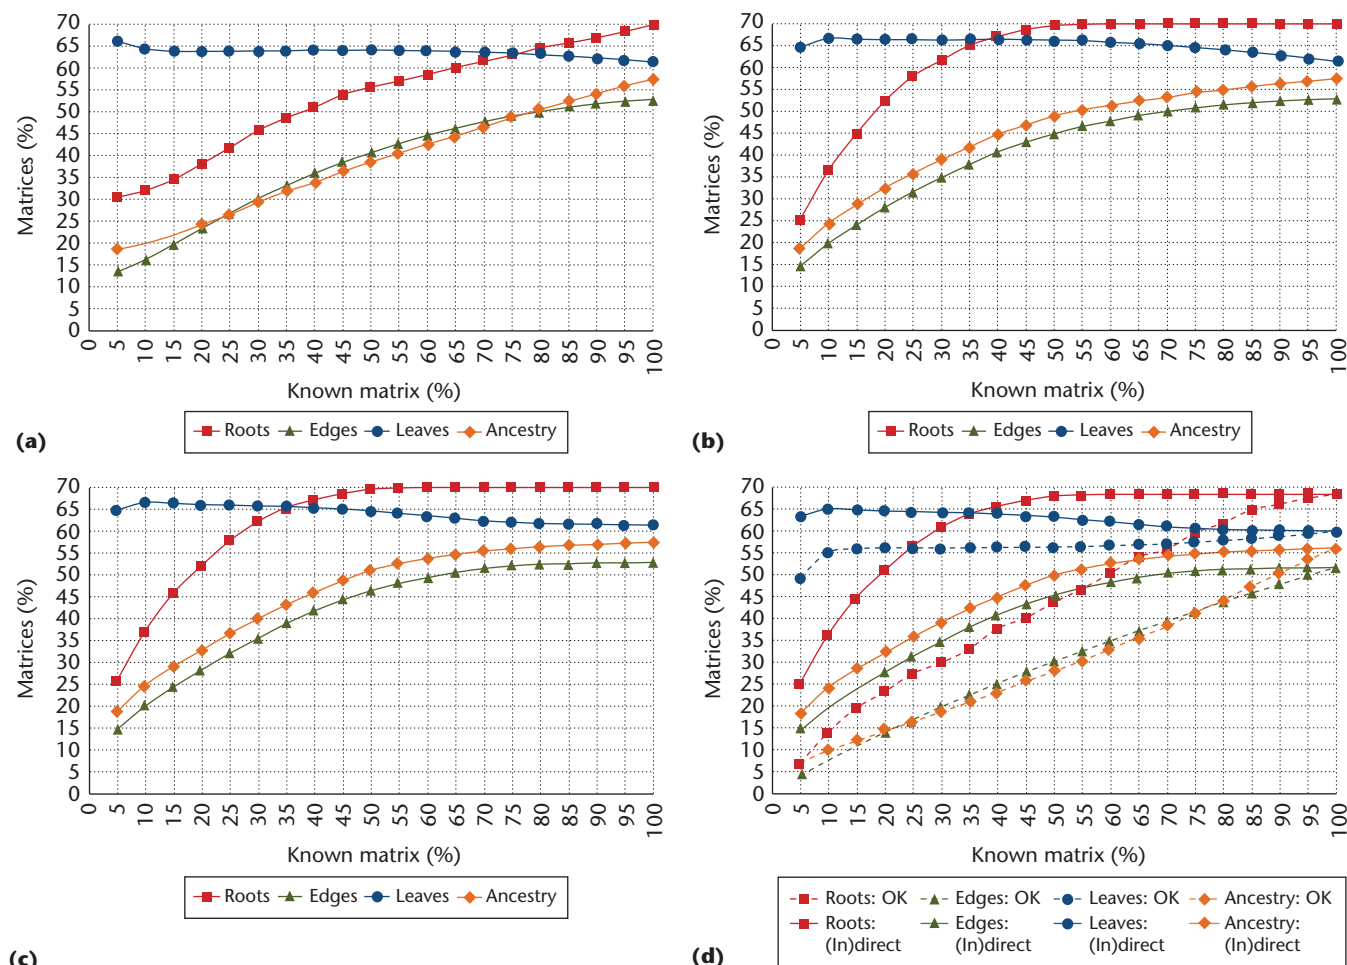 70
65
60
55
50
45
40
35
30
25
20
15
10
5
0
Matrices (%)
0 5 10 15 20 25 30 35 40 45 50 55 60 65 70 75 80 85 90 95 100
Known matrix (%)
Roots Edges Leaves Ancestry
(a)
70
65
60
55
50
45
40
35
30
25
20
15
10
5
0
Matrices (%)
0 5 10 15 20 25 30 35 40 45 50 55 60 65 70 75 80 85 90 95 100
Known matrix (%)
Roots Edges Leaves Ancestry
(b)
70
65
60
55
50
45
40
35
30
25
20
15
10
5
0
Matrices (%)
0 5 10 15 20 25 30 35 40 45 50 55 60 65 70 75 80 85 90 95 100
Known matrix (%)
Roots Edges Leaves Ancestry
(c)
70
65
60
55
50
45
40
35
30
25
20
15
10
5
0
Matrices (%)
0 5 10 15 20 25 30 35 40 45 50 55 60 65 70 75 80 85 90 95 100
Known matrix (%)
Roots: OK Edges: OK Leaves: OK Ancestry: OK
Roots: Edges: Leaves: Ancestry:
(In)direct (In)direct (In)direct (In)direct
(d)